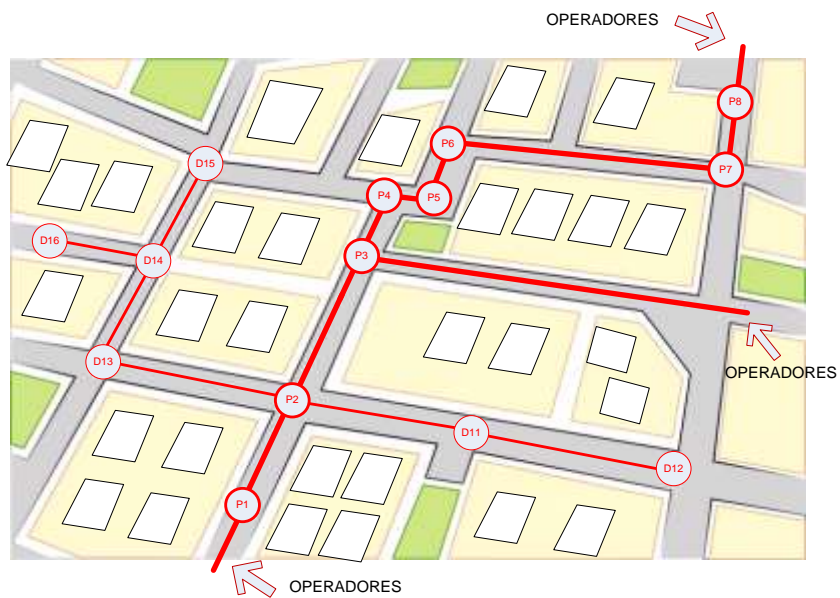 OPERADORES
P8
P6
D15
P7
P4
P5
D16
P3
D14
D13
OPERADORES
P2
D11
D12
P1
OPERADORES